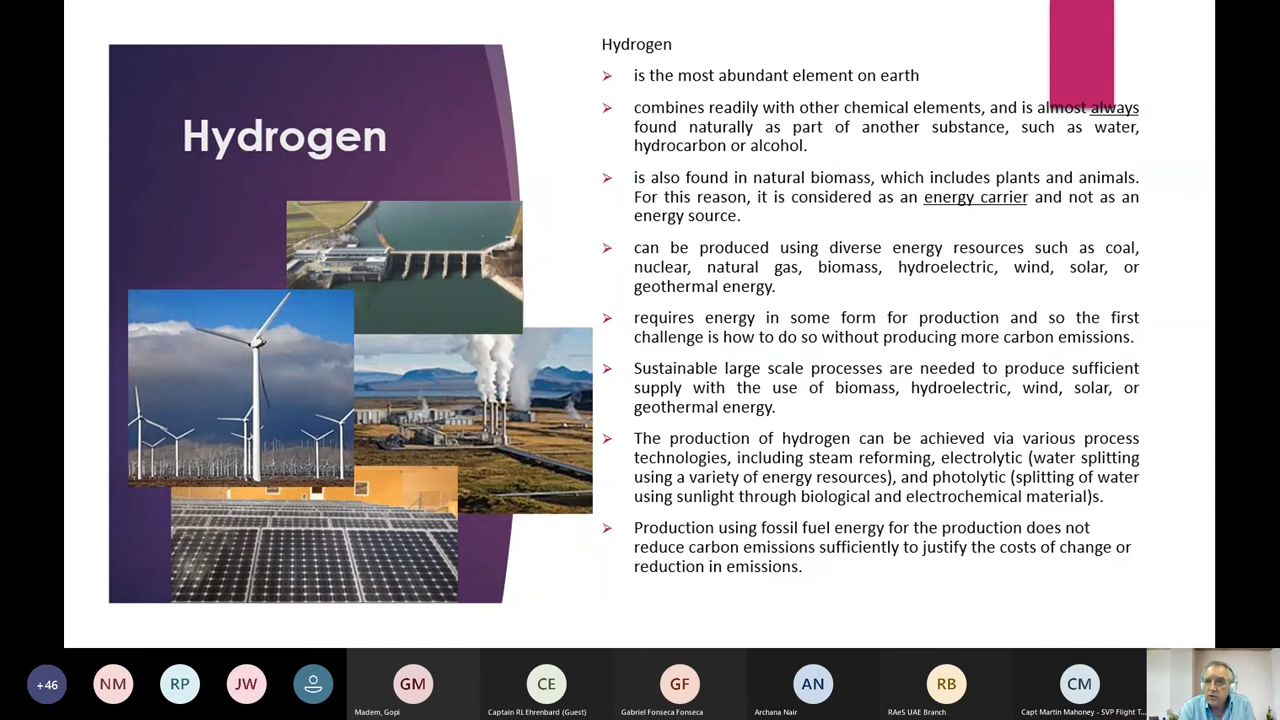 Hydrogen
Hydrogen
is the most abundant element on earth
combines readily with other chemical elements, and is almost always
found naturally as part of another substance, such as water,
hydrocarbon or alcohol.
is also found in natural biomass, which includes plants and animals.
For this reason, it is considered as an energy carrier and not as an
energy source.
can be produced using diverse energy resources such as coal,
nuclear, natural gas, biomass, hydroelectric, wind, solar, or
geothermal energy.
requires energy in some form for production and so the first
challenge is how to do so without producing more carbon emissions.
Sustainable large scale processes are needed to produce sufficient
supply with the use of biomass, hydroelectric, wind, solar, or
geothermal energy.
The production of hydrogen can be achieved via various process
technologies, including steam reforming, electrolytic (water splitting
using a variety of energy resources), and photolytic (splitting of water
using sunlight through biological and electrochemical material)s.
Production using fossil fuel energy for the production does not
reduce carbon emissions sufficiently to justify the costs of change or
reduction in emissions.
+46 NM RP JW GM CE GF AN RB CM
Madem, Gopi Captain RL Ehrenbard (Guest) Gabriel Fonseca Fonseca Archana Nair RAeS UAE Branch Capt Martin Mahoney - SVP Flight T...